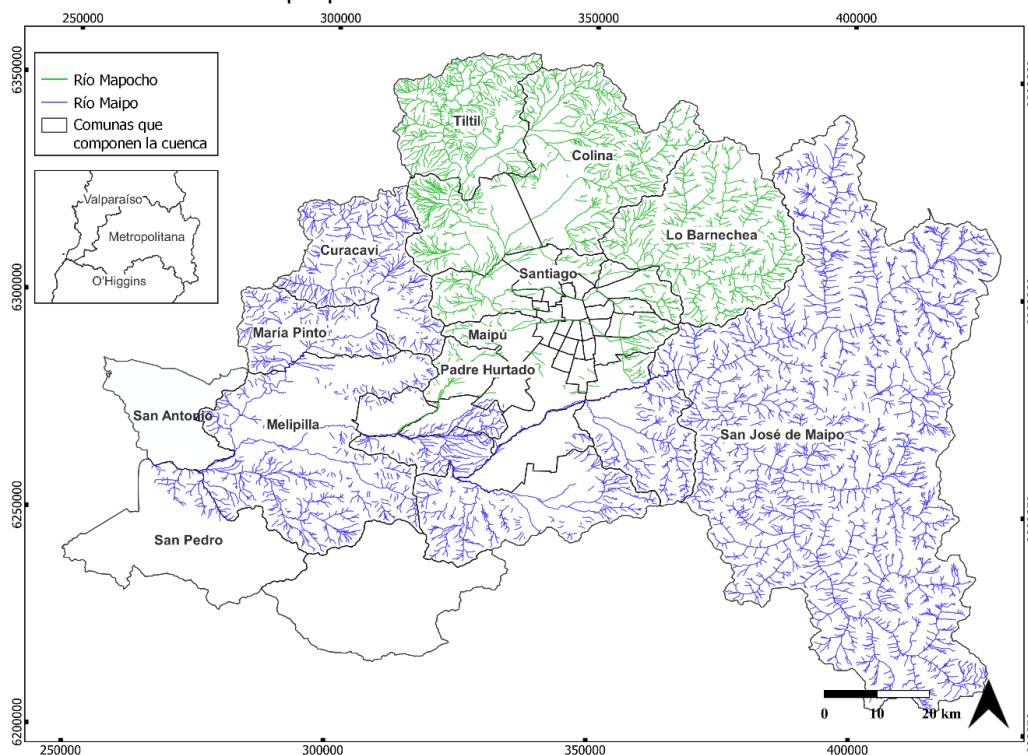 250000 300000 350000 400000
6350000
6300000
6250000
6200000
Río Mapocho
Río Maipo
Comunas que
componen la cuenca
Valparaíso
Metropolitana
O'Higgins
Tiltil
Colina
Lo Barnechea
Curacaví
Santiago
María Pinto
Maipú
Padre Hurtado
San Antonio
Melipilla
San José de Maipo
San Pedro
0 10 20 km
250000 300000 350000 400000